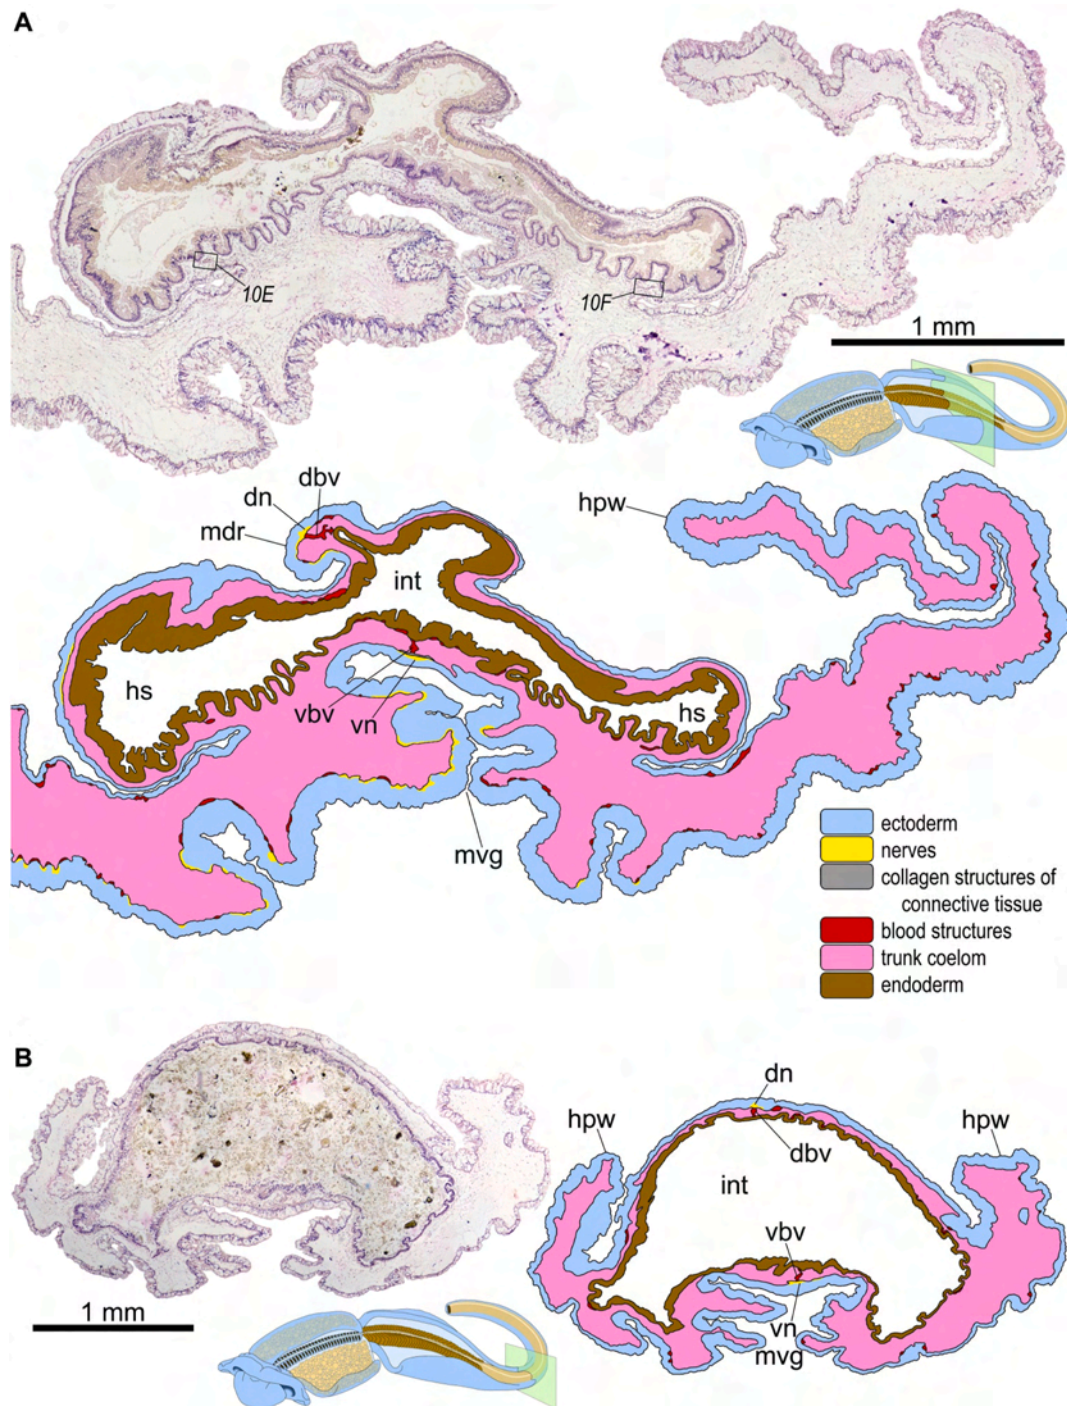 A
10E
10F
1 mm
dbv
dn
mdr
hpw
int
hs
hs
vbv
vn
mvg
ectoderm
nerves
collagen structures of
connective tissue
blood structures
trunk coelom
endoderm
B
dn
hpw
hpw
dbv
int
vbv
1 mm
vn
mvg